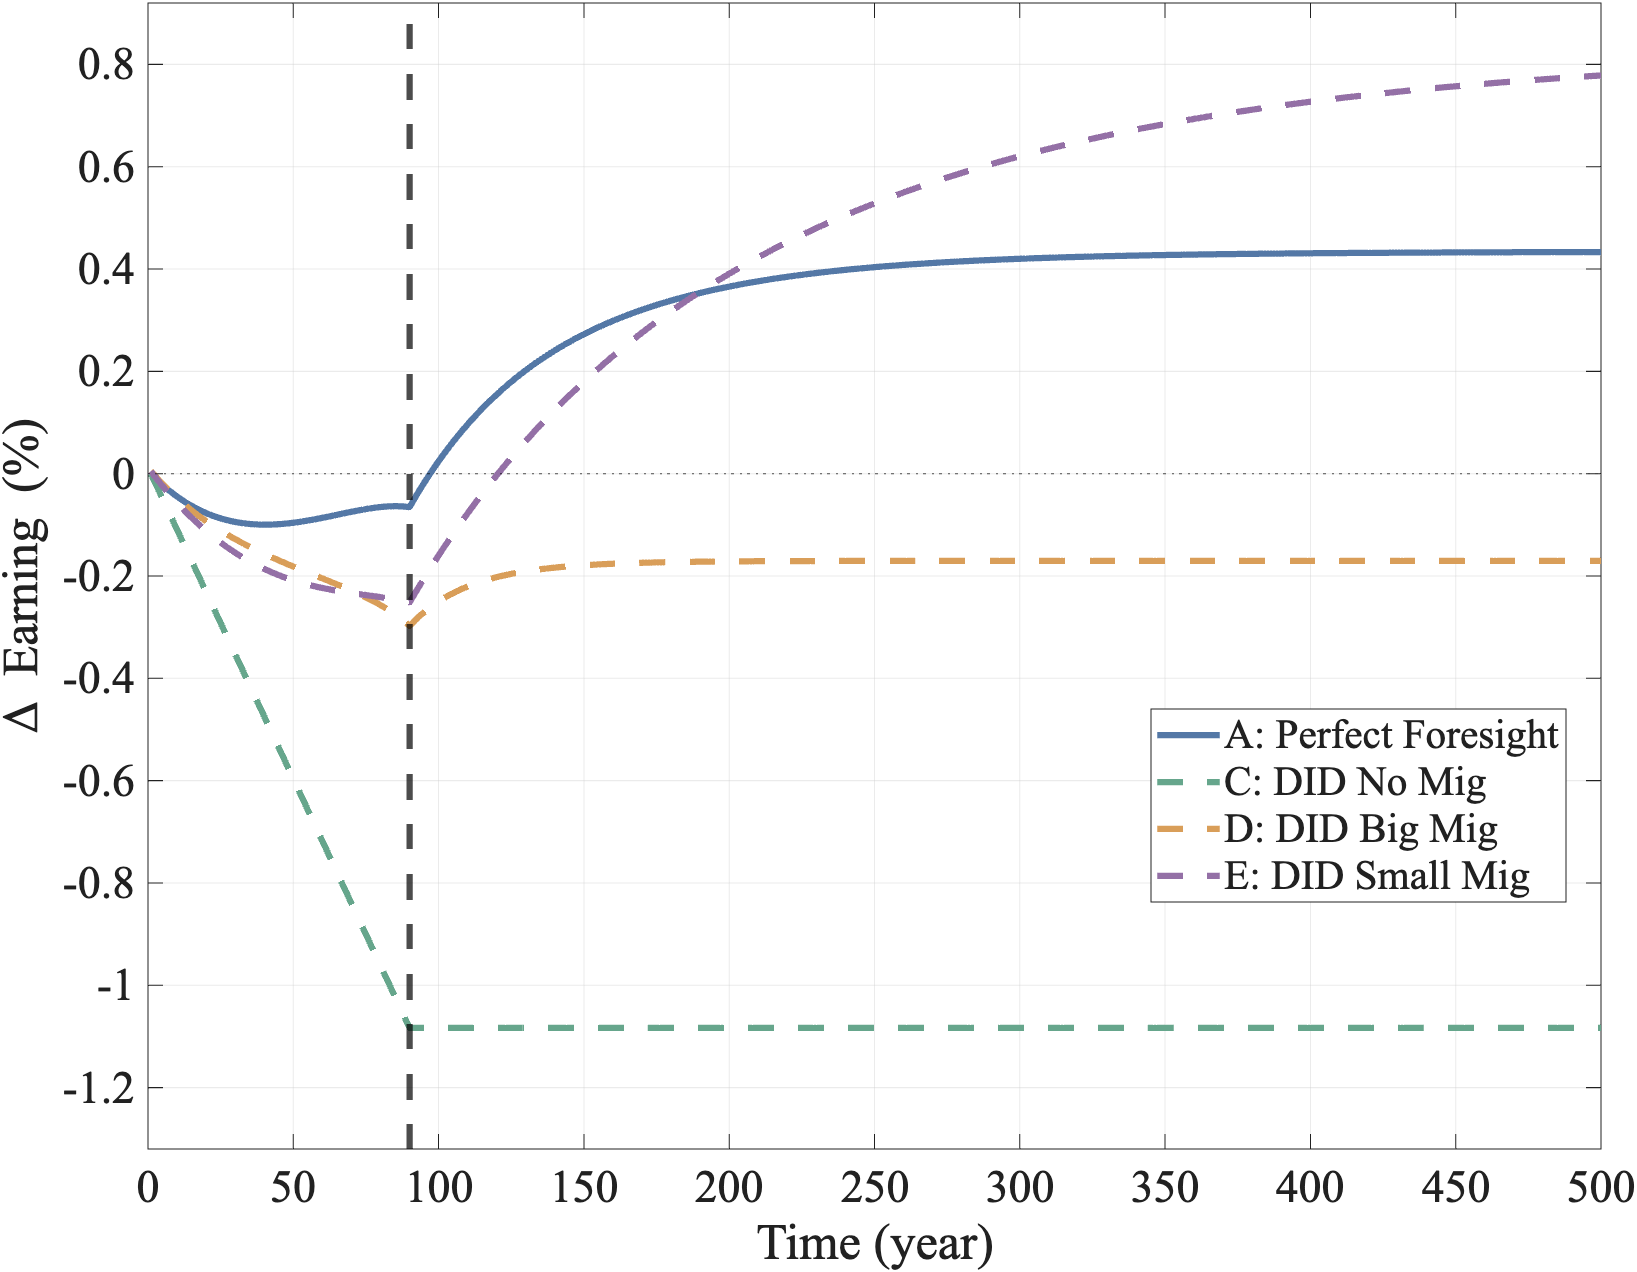 Δ Earning (%)
0.8
0.6
0.4
0.2
0
-0.2
-0.4
-0.6
-0.8
-1
-1.2
A: Perfect Foresight
C: DID No Mig
D: DID Big Mig
E: DID Small Mig
0 50 100 150 200 250 300 350 400 450 500
Time (year)